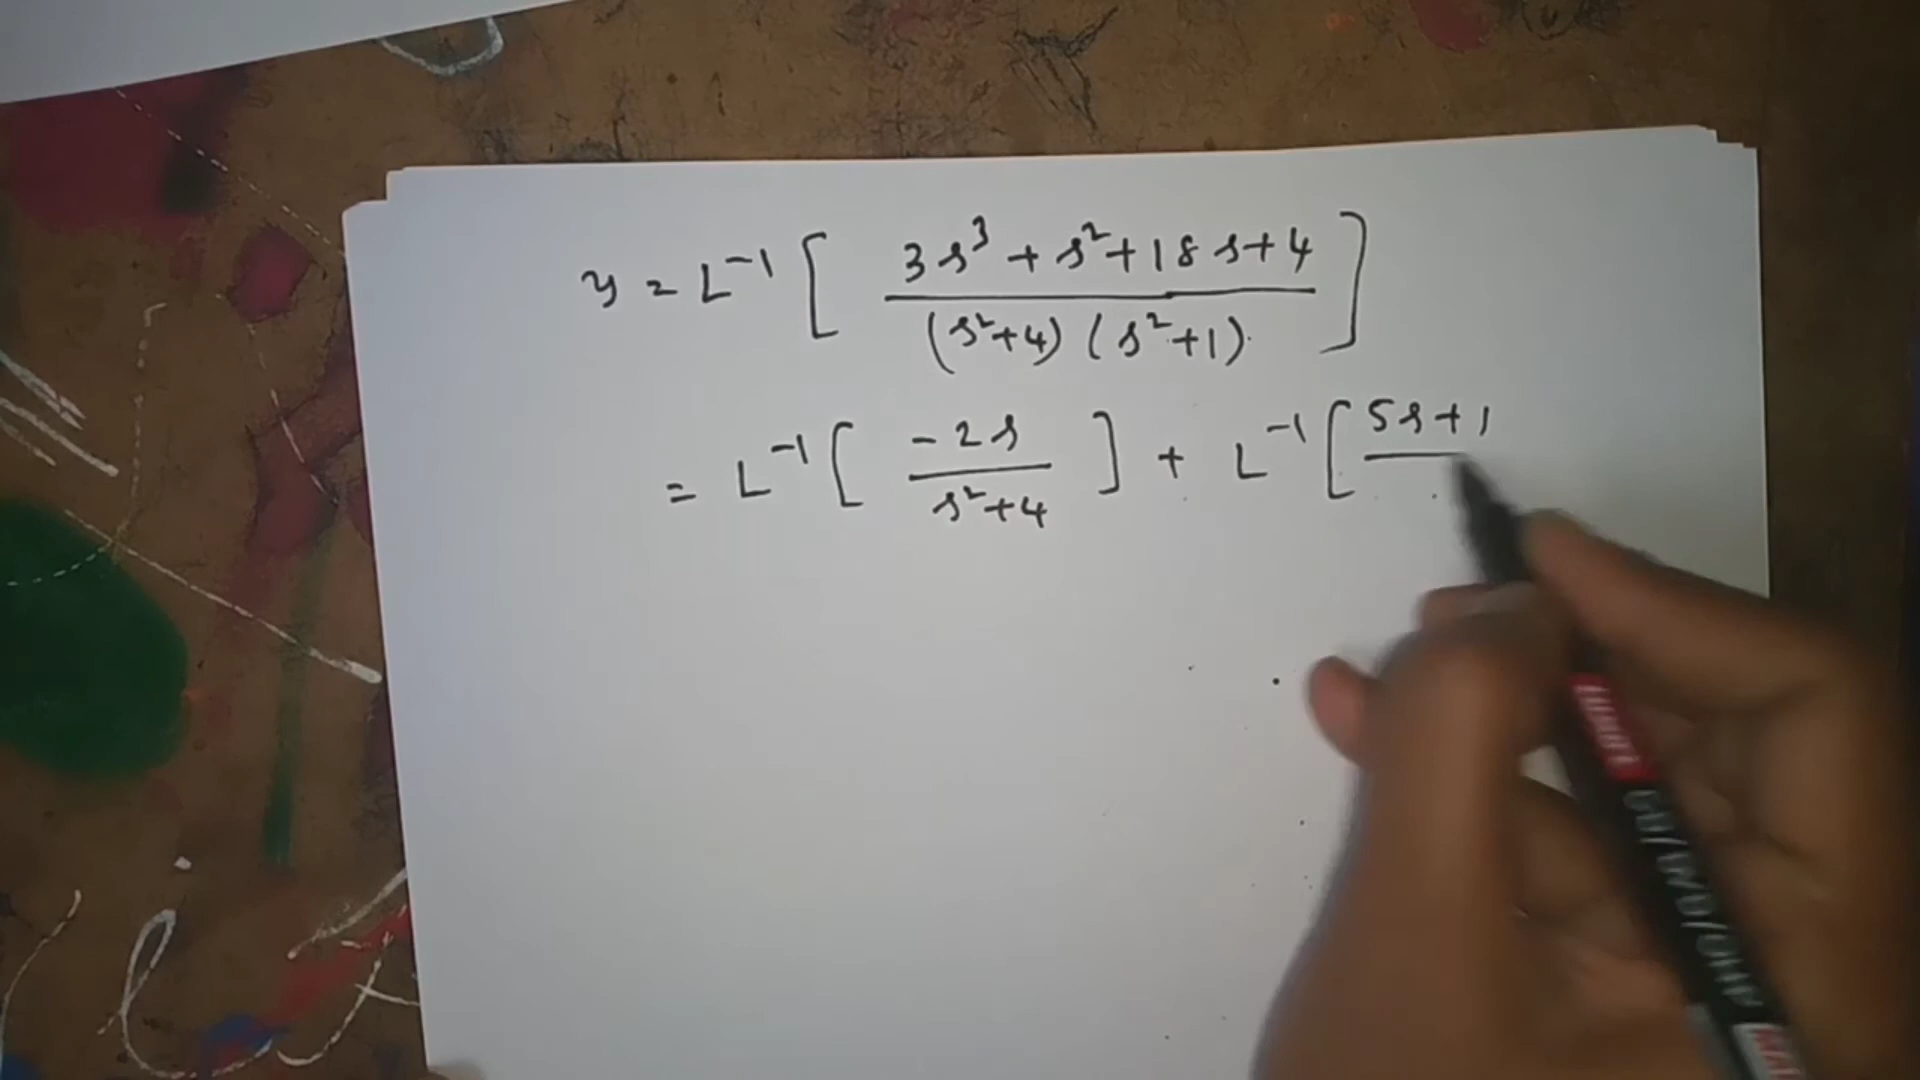 y = L⁻¹ [ (3s³ + s² + 18s + 4) / ((s² + 4)(s² + 1)) ]
= L⁻¹ [ -2s / (s² + 4) ] + L⁻¹ [ 5s + 1